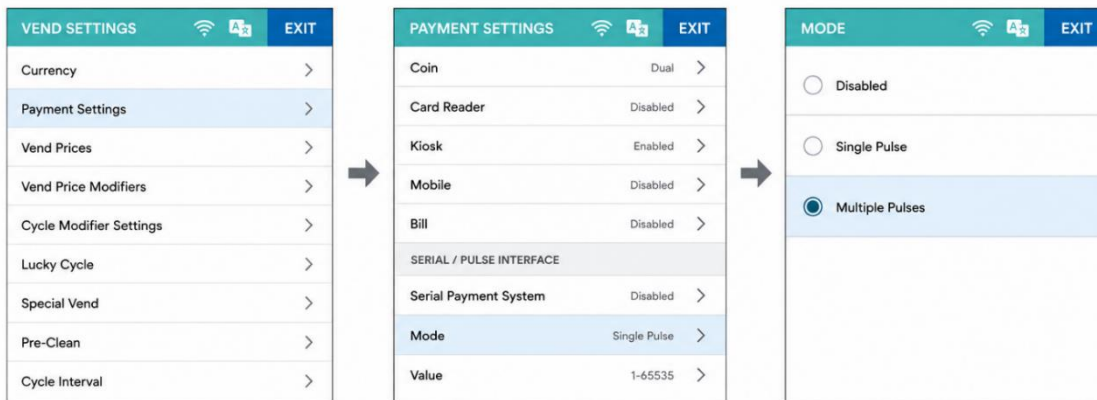 VEND SETTINGS
EXIT
Currency
Payment Settings
Vend Prices
Vend Price Modifiers
Cycle Modifier Settings
Lucky Cycle
Special Vend
Pre-Clean
Cycle Interval
PAYMENT SETTINGS
EXIT
Coin Dual
Card Reader Disabled
Kiosk Enabled
Mobile Disabled
Bill Disabled
SERIAL / PULSE INTERFACE
Serial Payment System Disabled
Mode Single Pulse
Value 1-65535
MODE
EXIT
Disabled
Single Pulse
Multiple Pulses